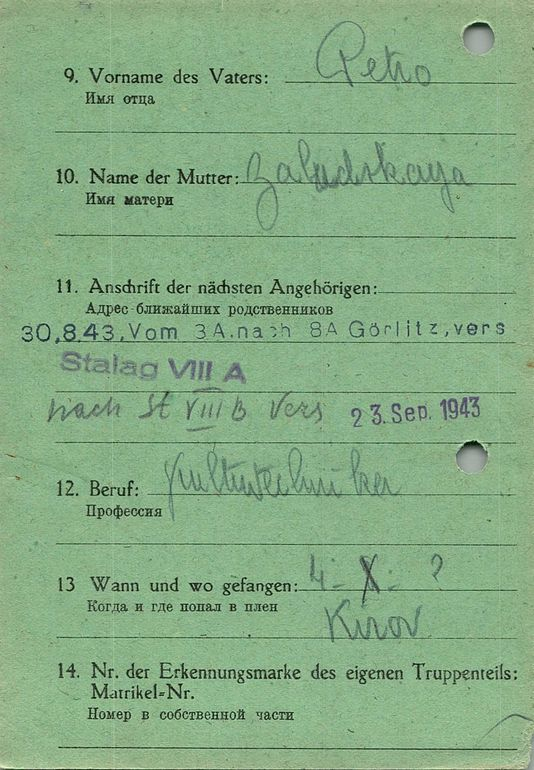 9. Vorname des Vaters: Petro
Имя отца
10. Name der Mutter: Zaludskaya
Имя матери
11. Anschrift der nächsten Angehörigen:
Адрес ближайших родственников
30.8.43. Vom 3A. nach 8A Görlitz, vers
Stalag VIII A
nach St VIII B Vers 23. Sep. 1943
12. Beruf: Kulturtechniker
Профессия
13 Wann und wo gefangen: 4. X. ?
Когда и где попал в плен
Kirov
14. Nr. der Erkennungsmarke des eigenen Truppenteils:
Matrikel-Nr.
Номер в собственной части